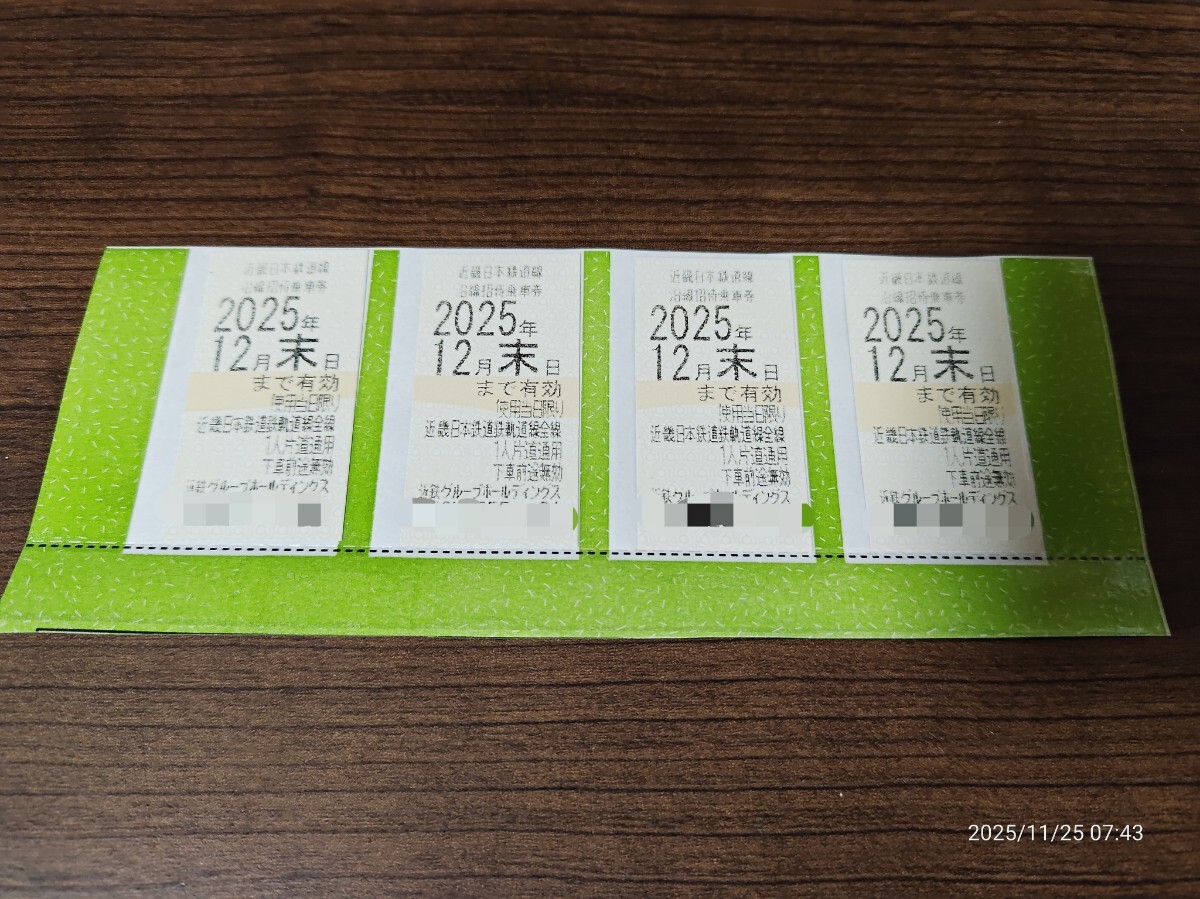 近畿日本鉄道線
沿線招待乗車券
2025年
12月末日
まで有効
(使用当日限り)
近畿日本鉄道鉄軌道線全線
1人片道通用
下車前途無効
近鉄グループホールディングス
近畿日本鉄道線
沿線招待乗車券
2025年
12月末日
まで有効
(使用当日限り)
近畿日本鉄道鉄軌道線全線
1人片道通用
下車前途無効
近鉄グループホールディングス
近畿日本鉄道線
沿線招待乗車券
2025年
12月末日
まで有効
(使用当日限り)
近畿日本鉄道鉄軌道線全線
1人片道通用
下車前途無効
近鉄グループホールディングス
近畿日本鉄道線
沿線招待乗車券
2025年
12月末日
まで有効
(使用当日限り)
近畿日本鉄道鉄軌道線全線
1人片道通用
下車前途無効
近鉄グループホールディングス
2025/11/25 07:43